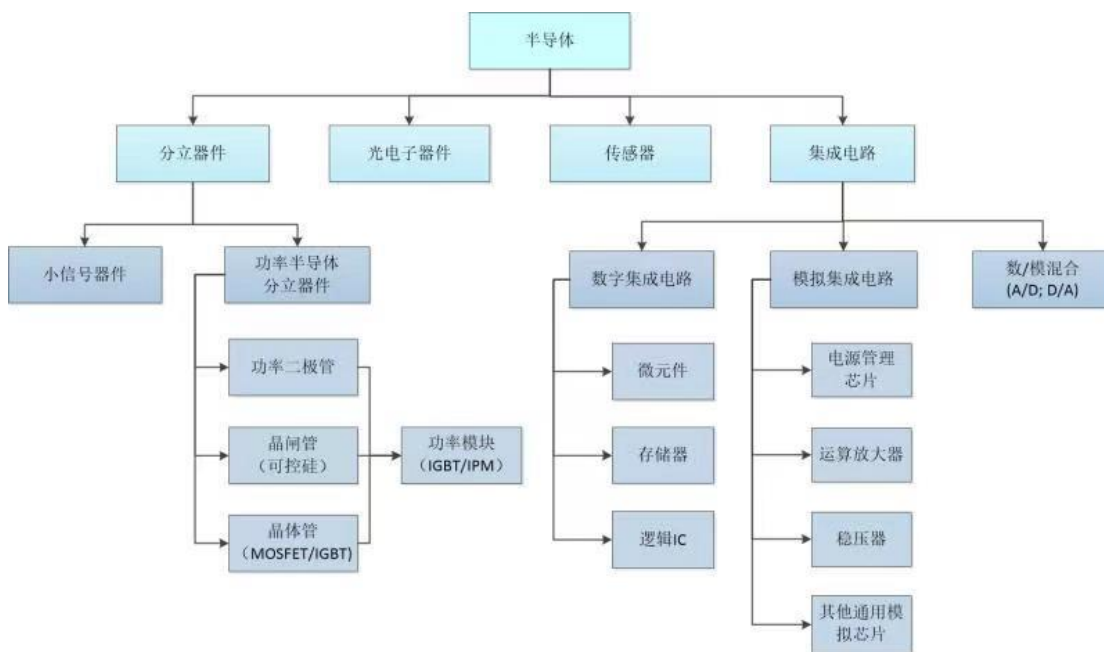 半导体
分立器件
光电子器件
传感器
集成电路
小信号器件
功率半导体
分立器件
数字集成电路
模拟集成电路
数/模混合
(A/D; D/A)
功率二极管
微元件
电源管理
芯片
晶闸管
（可控硅）
功率模块
（IGBT/IPM）
存储器
运算放大器
晶体管
（MOSFET/IGBT)
逻辑IC
稳压器
其他通用模
拟芯片